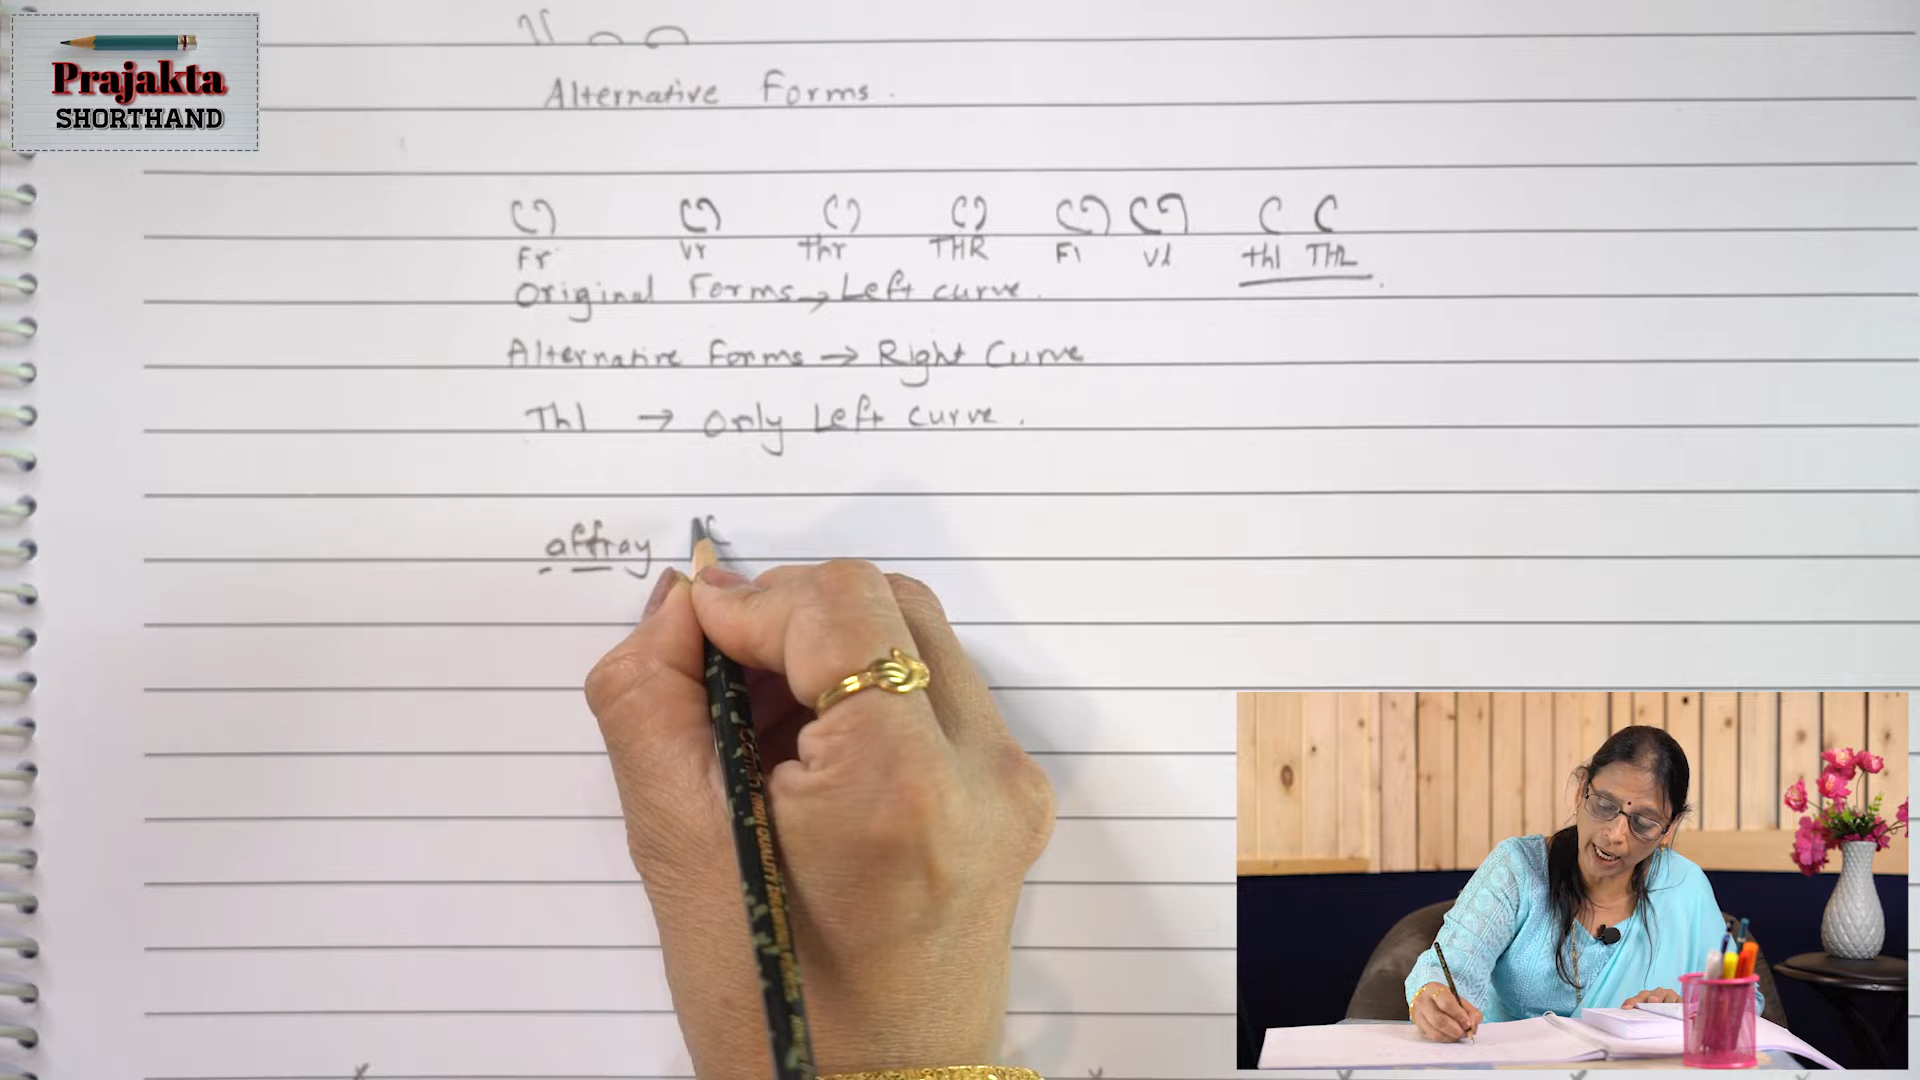 Prajakta
SHORTHAND
Alternative Forms.
Fr Vr thr THR Fl Vl thl THL
Original Forms → Left curve.
Alternative Forms → Right Curve
Thl → Only Left curve.
affray